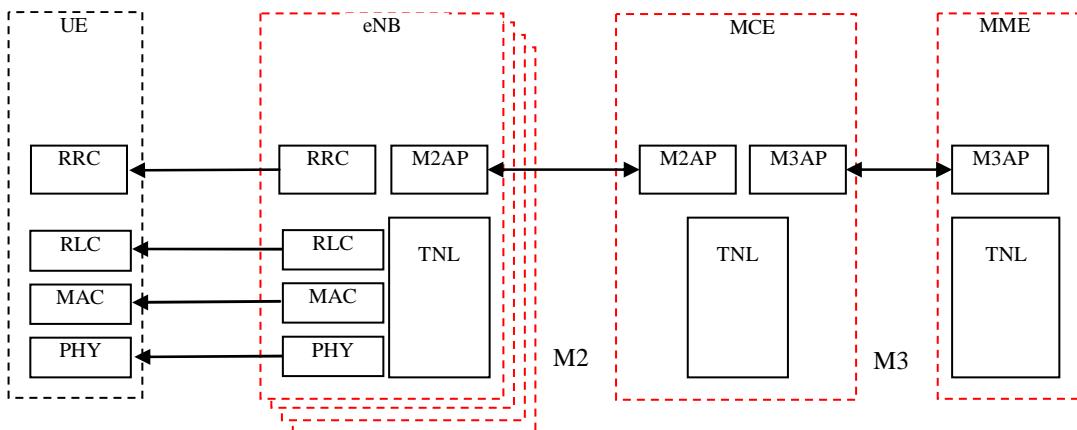 UE
eNB
MCE
MME
RRC
RRC
M2AP
M2AP
M3AP
M3AP
RLC
RLC
TNL
TNL
TNL
MAC
MAC
PHY
PHY
M2
M3